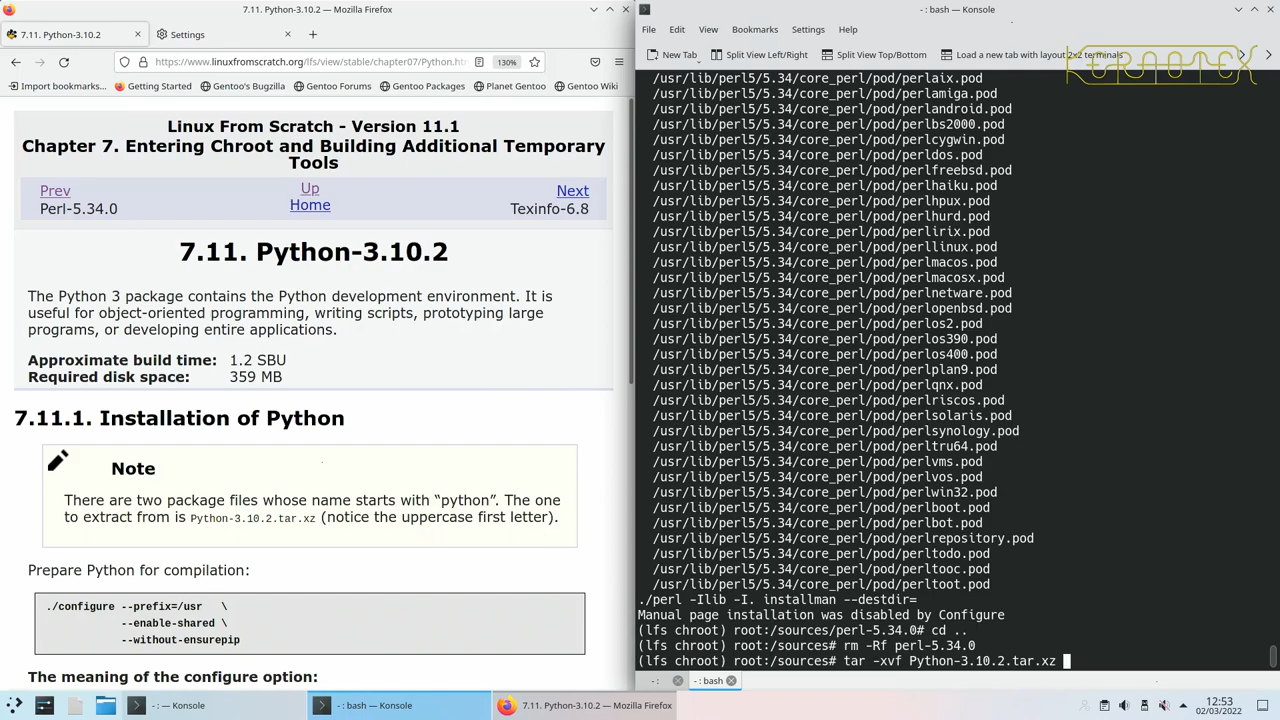 7.11. Python-3.10.2 — Mozilla Firefox
7.11. Python-3.10.2
Settings
https://www.linuxfromscratch.org/lfs/view/stable/chapter07/Python.ht
130%
Import bookmarks...
Getting Started
Gentoo's Bugzilla
Gentoo Forums
Gentoo Packages
Planet Gentoo
Gentoo Wiki
Linux From Scratch - Version 11.1
Chapter 7. Entering Chroot and Building Additional Temporary
Tools
Prev
Up
Next
Perl-5.34.0
Home
Texinfo-6.8
7.11. Python-3.10.2
The Python 3 package contains the Python development environment. It is
useful for object-oriented programming, writing scripts, prototyping large
programs, or developing entire applications.
Approximate build time: 1.2 SBU
Required disk space: 359 MB
7.11.1. Installation of Python
Note
There are two package files whose name starts with “python”. The one
to extract from is Python-3.10.2.tar.xz (notice the uppercase first letter).
Prepare Python for compilation:
./configure --prefix=/usr \
--enable-shared \
--without-ensurepip
The meaning of the configure option:
- : bash — Konsole
File Edit View Bookmarks Settings Help
New Tab
Split View Left/Right
Split View Top/Bottom
Load a new tab with layout 2×2 terminals
KERNOTEX
/usr/lib/perl5/5.34/core_perl/pod/perlaix.pod
/usr/lib/perl5/5.34/core_perl/pod/perlamiga.pod
/usr/lib/perl5/5.34/core_perl/pod/perlandroid.pod
/usr/lib/perl5/5.34/core_perl/pod/perlbs2000.pod
/usr/lib/perl5/5.34/core_perl/pod/perlcygwin.pod
/usr/lib/perl5/5.34/core_perl/pod/perldos.pod
/usr/lib/perl5/5.34/core_perl/pod/perlfreebsd.pod
/usr/lib/perl5/5.34/core_perl/pod/perlhaiku.pod
/usr/lib/perl5/5.34/core_perl/pod/perlhpux.pod
/usr/lib/perl5/5.34/core_perl/pod/perlhurd.pod
/usr/lib/perl5/5.34/core_perl/pod/perlirix.pod
/usr/lib/perl5/5.34/core_perl/pod/perllinux.pod
/usr/lib/perl5/5.34/core_perl/pod/perlmacos.pod
/usr/lib/perl5/5.34/core_perl/pod/perlmacosx.pod
/usr/lib/perl5/5.34/core_perl/pod/perlnetware.pod
/usr/lib/perl5/5.34/core_perl/pod/perlopenbsd.pod
/usr/lib/perl5/5.34/core_perl/pod/perlos2.pod
/usr/lib/perl5/5.34/core_perl/pod/perlos390.pod
/usr/lib/perl5/5.34/core_perl/pod/perlos400.pod
/usr/lib/perl5/5.34/core_perl/pod/perlplan9.pod
/usr/lib/perl5/5.34/core_perl/pod/perlqnx.pod
/usr/lib/perl5/5.34/core_perl/pod/perlriscos.pod
/usr/lib/perl5/5.34/core_perl/pod/perlsolaris.pod
/usr/lib/perl5/5.34/core_perl/pod/perlsynology.pod
/usr/lib/perl5/5.34/core_perl/pod/perltru64.pod
/usr/lib/perl5/5.34/core_perl/pod/perlvms.pod
/usr/lib/perl5/5.34/core_perl/pod/perlvos.pod
/usr/lib/perl5/5.34/core_perl/pod/perlwin32.pod
/usr/lib/perl5/5.34/core_perl/pod/perlboot.pod
/usr/lib/perl5/5.34/core_perl/pod/perlbot.pod
/usr/lib/perl5/5.34/core_perl/pod/perlrepository.pod
/usr/lib/perl5/5.34/core_perl/pod/perltodo.pod
/usr/lib/perl5/5.34/core_perl/pod/perltooc.pod
/usr/lib/perl5/5.34/core_perl/pod/perltoot.pod
./perl -Ilib -I. installman --destdir=
Manual page installation was disabled by Configure
(lfs chroot) root:/sources/perl-5.34.0# cd ..
(lfs chroot) root:/sources# rm -Rf perl-5.34.0
(lfs chroot) root:/sources# tar -xvf Python-3.10.2.tar.xz
- :
- : bash
- : — Konsole
- : bash — Konsole
7.11. Python-3.10.2 — Mozilla Firefox
12:53
02/03/2022